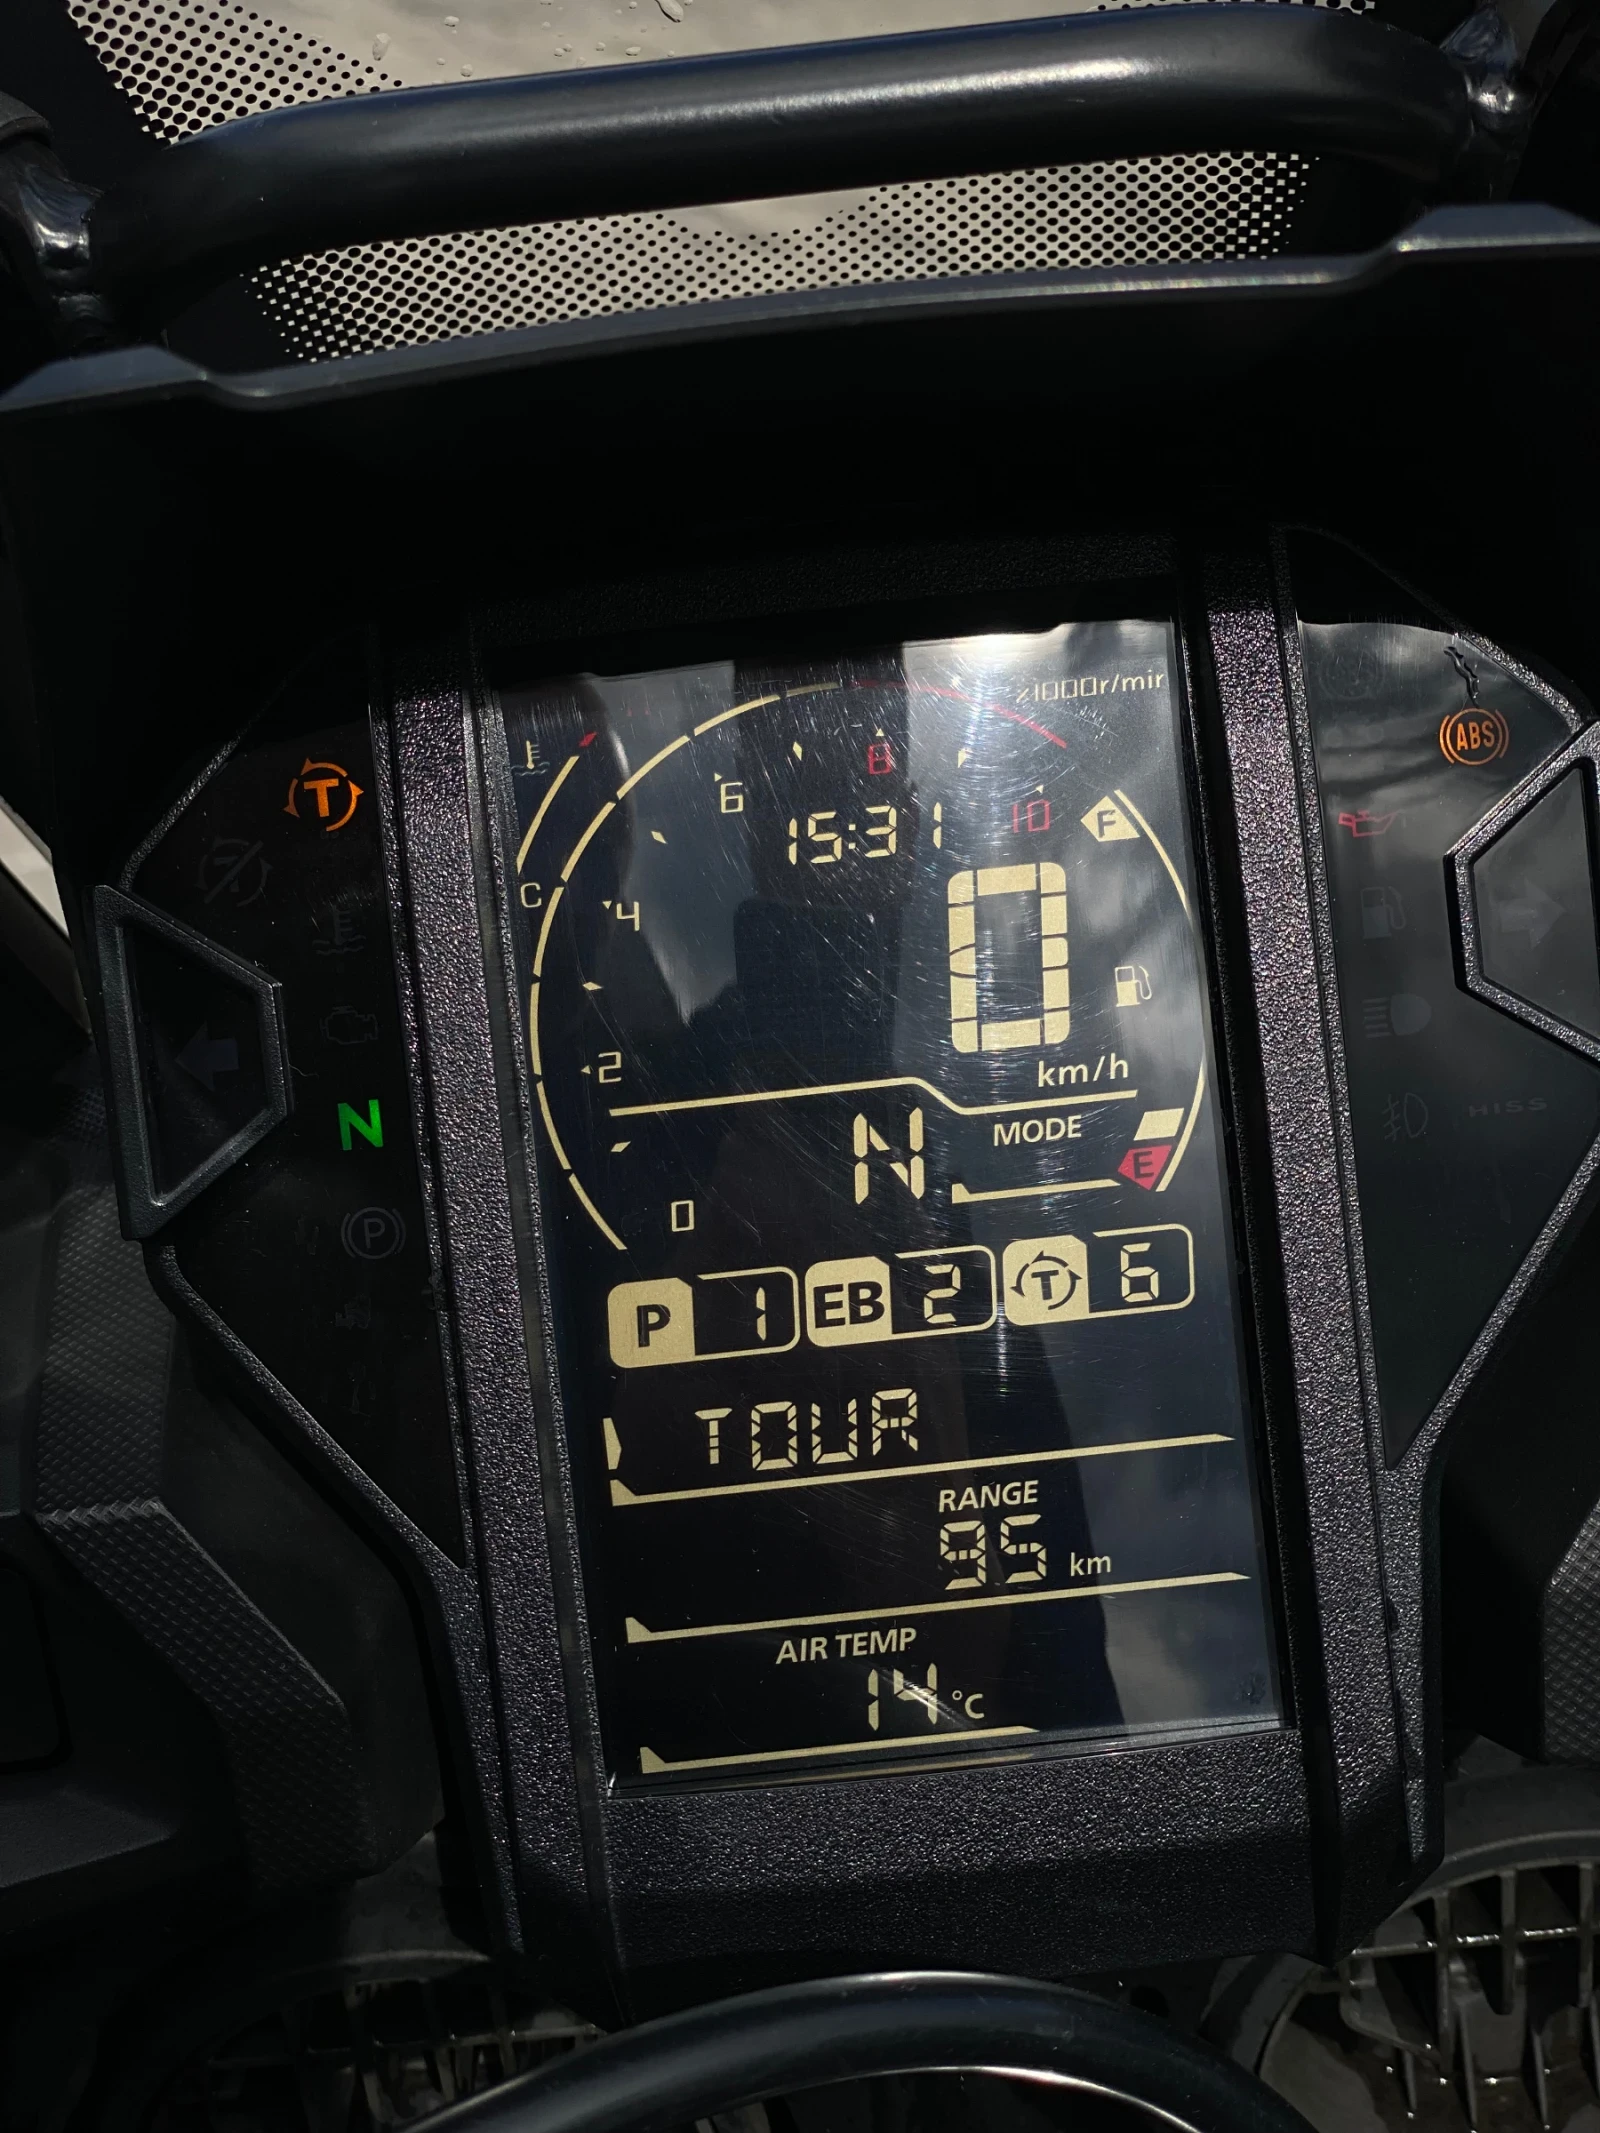 x1000r/min
T
ABS
6
8
10
15:31
F
C
4
0
2
km/h
N
N
MODE
E
0
P
P 1 EB 2 T 6
TOUR
RANGE
95 km
AIR TEMP
14 °C
HISS